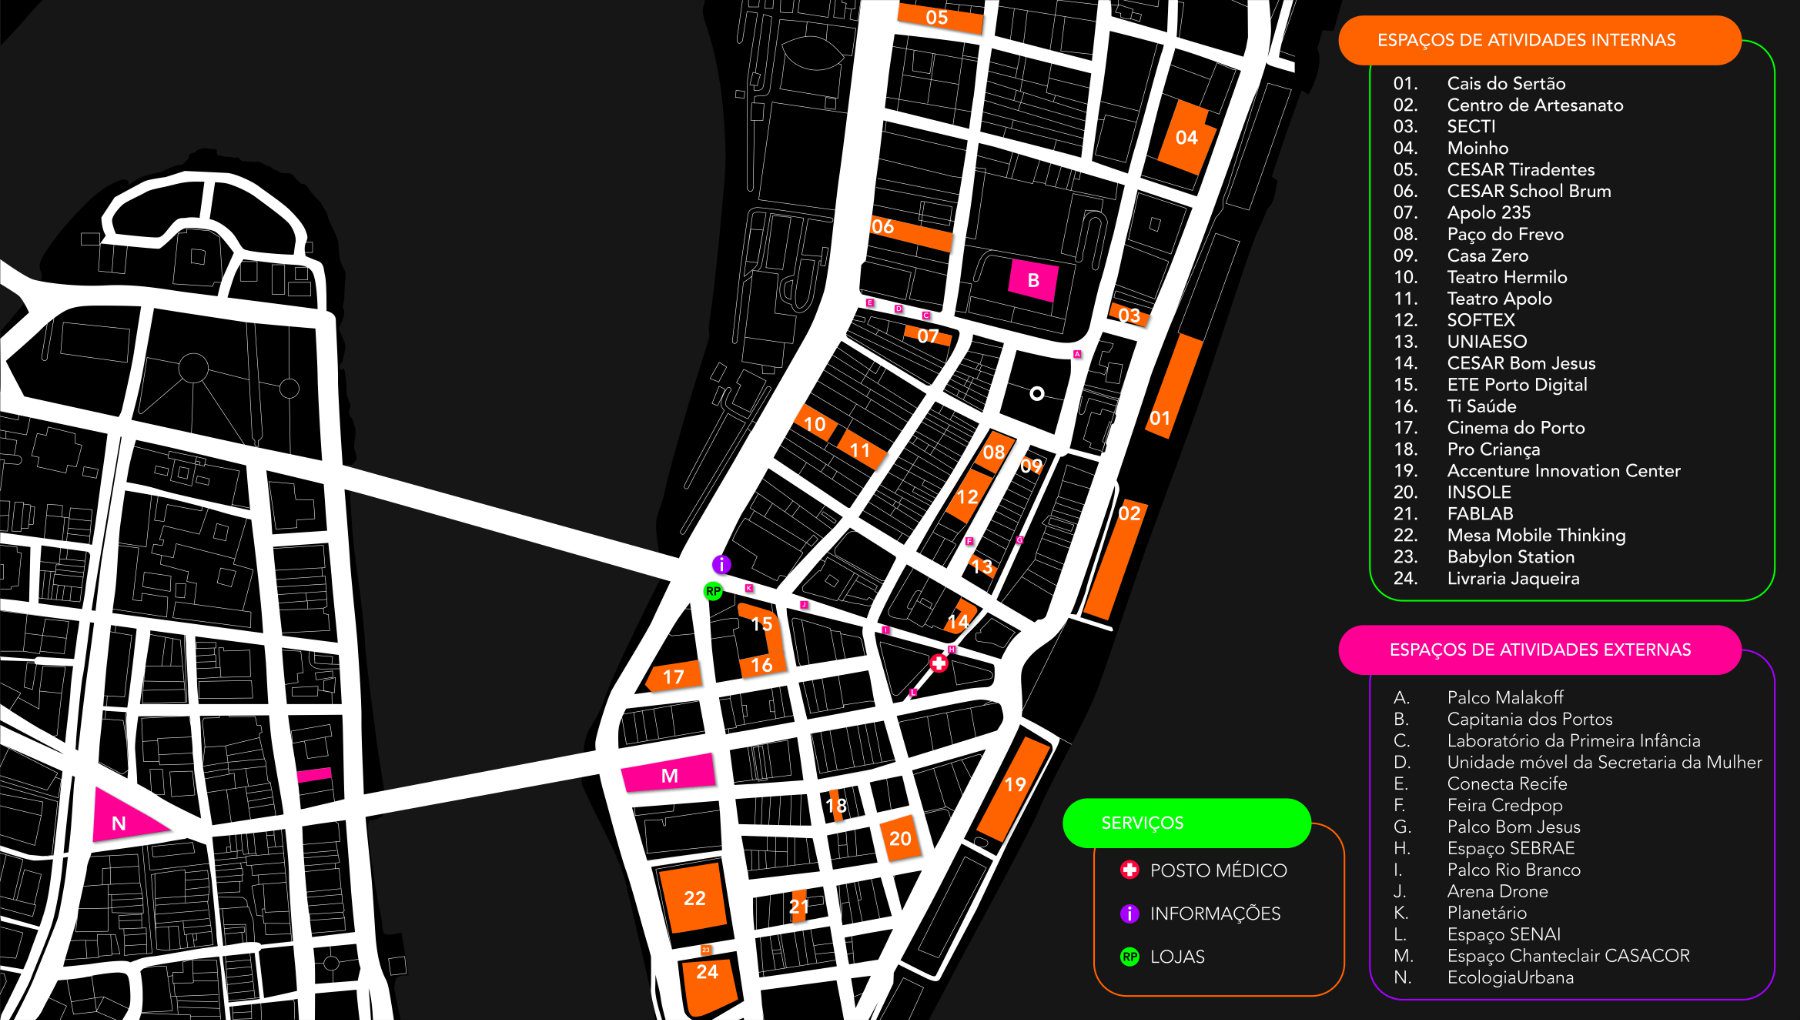 ESPAÇOS DE ATIVIDADES INTERNAS
01. Cais do Sertão
02. Centro de Artesanato
03. SECTI
04. Moinho
05. CESAR Tiradentes
06. CESAR School Brum
07. Apolo 235
08. Paço do Frevo
09. Casa Zero
10. Teatro Hermilo
11. Teatro Apolo
12. SOFTEX
13. UNIAESO
14. CESAR Bom Jesus
15. ETE Porto Digital
16. Ti Saúde
17. Cinema do Porto
18. Pro Criança
19. Accenture Innovation Center
20. INSOLE
21. FABLAB
22. Mesa Mobile Thinking
23. Babylon Station
24. Livraria Jaqueira
ESPAÇOS DE ATIVIDADES EXTERNAS
A. Palco Malakoff
B. Capitania dos Portos
C. Laboratório da Primeira Infância
D. Unidade móvel da Secretaria da Mulher
E. Conecta Recife
F. Feira Credpop
G. Palco Bom Jesus
H. Espaço SEBRAE
I. Palco Rio Branco
J. Arena Drone
K. Planetário
L. Espaço SENAI
M. Espaço Chanteclair CASACOR
N. EcologiaUrbana
SERVIÇOS
POSTO MÉDICO
i INFORMAÇÕES
RP LOJAS
05
04
06
B
E
D
C
03
07
A
01
10
11
08
09
12
02
F
G
13
i
RP
K
J
14
15
I
H
16
17
L
M
19
18
N
20
22
21
23
24